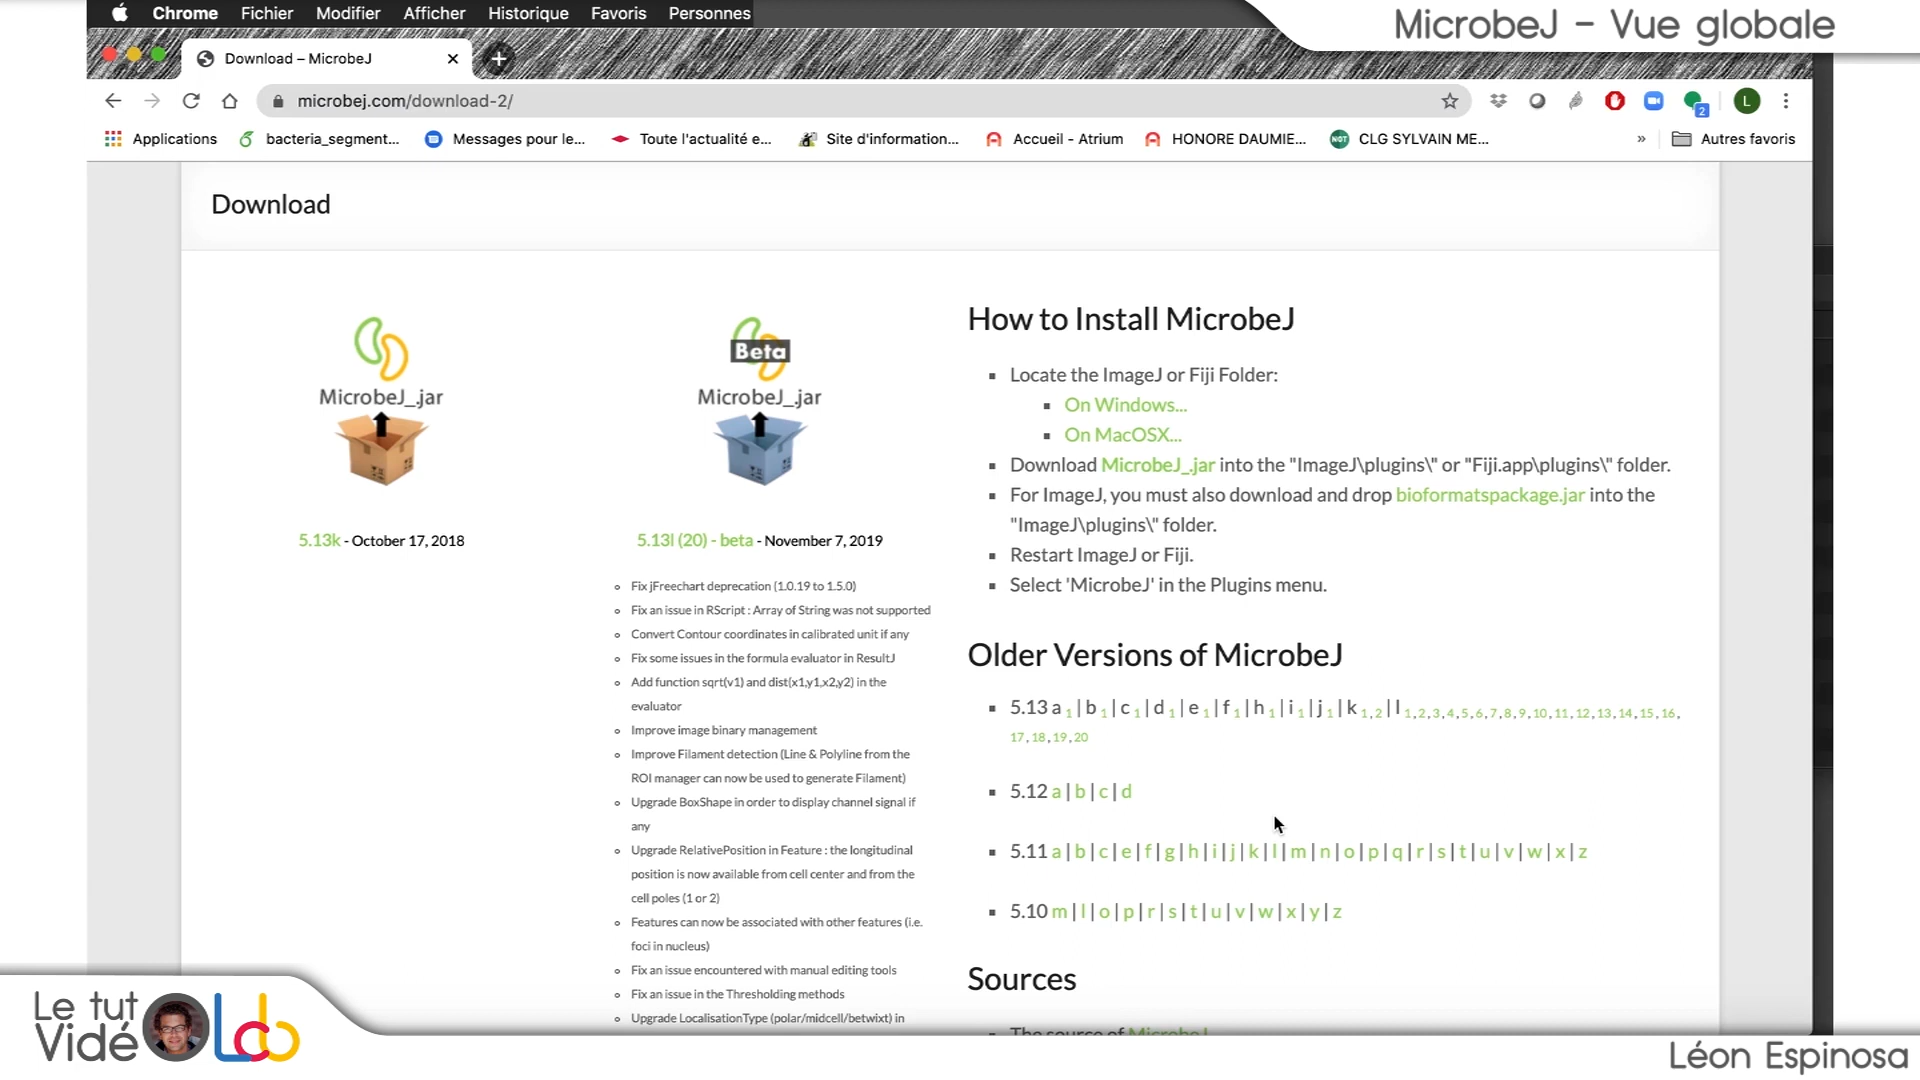 Chrome Fichier Modifier Afficher Historique Favoris Personnes
MicrobeJ – Vue globale
Download – MicrobeJ
microbej.com/download-2/
L
2
Applications
bacteria_segment...
Messages pour le...
Toute l'actualité e...
Site d'information...
Accueil - Atrium
HONORE DAUMIE...
NGT
CLG SYLVAIN ME...
»
Autres favoris
Download
MicrobeJ_.jar
5.13k - October 17, 2018
Beta
MicrobeJ_.jar
5.13l (20) - beta - November 7, 2019
Fix jFreechart deprecation (1.0.19 to 1.5.0)
Fix an issue in RScript : Array of String was not supported
Convert Contour coordinates in calibrated unit if any
Fix some issues in the formula evaluator in ResultJ
Add function sqrt(v1) and dist(x1,y1,x2,y2) in the
evaluator
Improve image binary management
Improve Filament detection (Line & Polyline from the
ROI manager can now be used to generate Filament)
Upgrade BoxShape in order to display channel signal if
any
Upgrade RelativePosition in Feature : the longitudinal
position is now available from cell center and from the
cell poles (1 or 2)
Features can now be associated with other features (i.e.
foci in nucleus)
Fix an issue encountered with manual editing tools
Fix an issue in the Thresholding methods
Upgrade LocalisationType (polar/midcell/betwixt) in
How to Install MicrobeJ
Locate the ImageJ or Fiji Folder:
On Windows...
On MacOSX...
Download MicrobeJ_.jar into the "ImageJ\plugins\" or "Fiji.app\plugins\" folder.
For ImageJ, you must also download and drop bioformatspackage.jar into the
"ImageJ\plugins\" folder.
Restart ImageJ or Fiji.
Select 'MicrobeJ' in the Plugins menu.
Older Versions of MicrobeJ
5.13 a 1 | b 1 | c 1 | d 1 | e 1 | f 1 | h 1 | i 1 | j 1 | k 1,2 | l 1,2,3,4,5,6,7,8,9,10,11,12,13,14,15,16,
17,18,19,20
5.12 a | b | c | d
5.11 a | b | c | e | f | g | h | i | j | k | l | m | n | o | p | q | r | s | t | u | v | w | x | z
5.10 m | l | o | p | r | s | t | u | v | w | x | y | z
Sources
The source of MicrobeJ
Le tut
Vidé
Lcb
Léon Espinosa